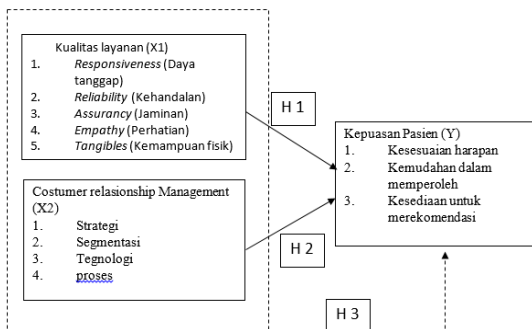 Kualitas layanan (X1)
1. Responsiveness (Daya
tanggap)
2. Reliability (Kehandalan)
3. Assurancy (Jaminan)
4. Empathy (Perhatian)
5. Tangibles (Kemampuan fisik)
H 1
Kepuasan Pasien (Y)
1. Kesesuaian harapan
2. Kemudahan dalam
memperoleh
3. Kesediaan untuk
merekomendasi
Costumer relasionship Management
(X2)
1. Strategi
2. Segmentasi
3. Tegnologi
4. proses
H 2
H 3